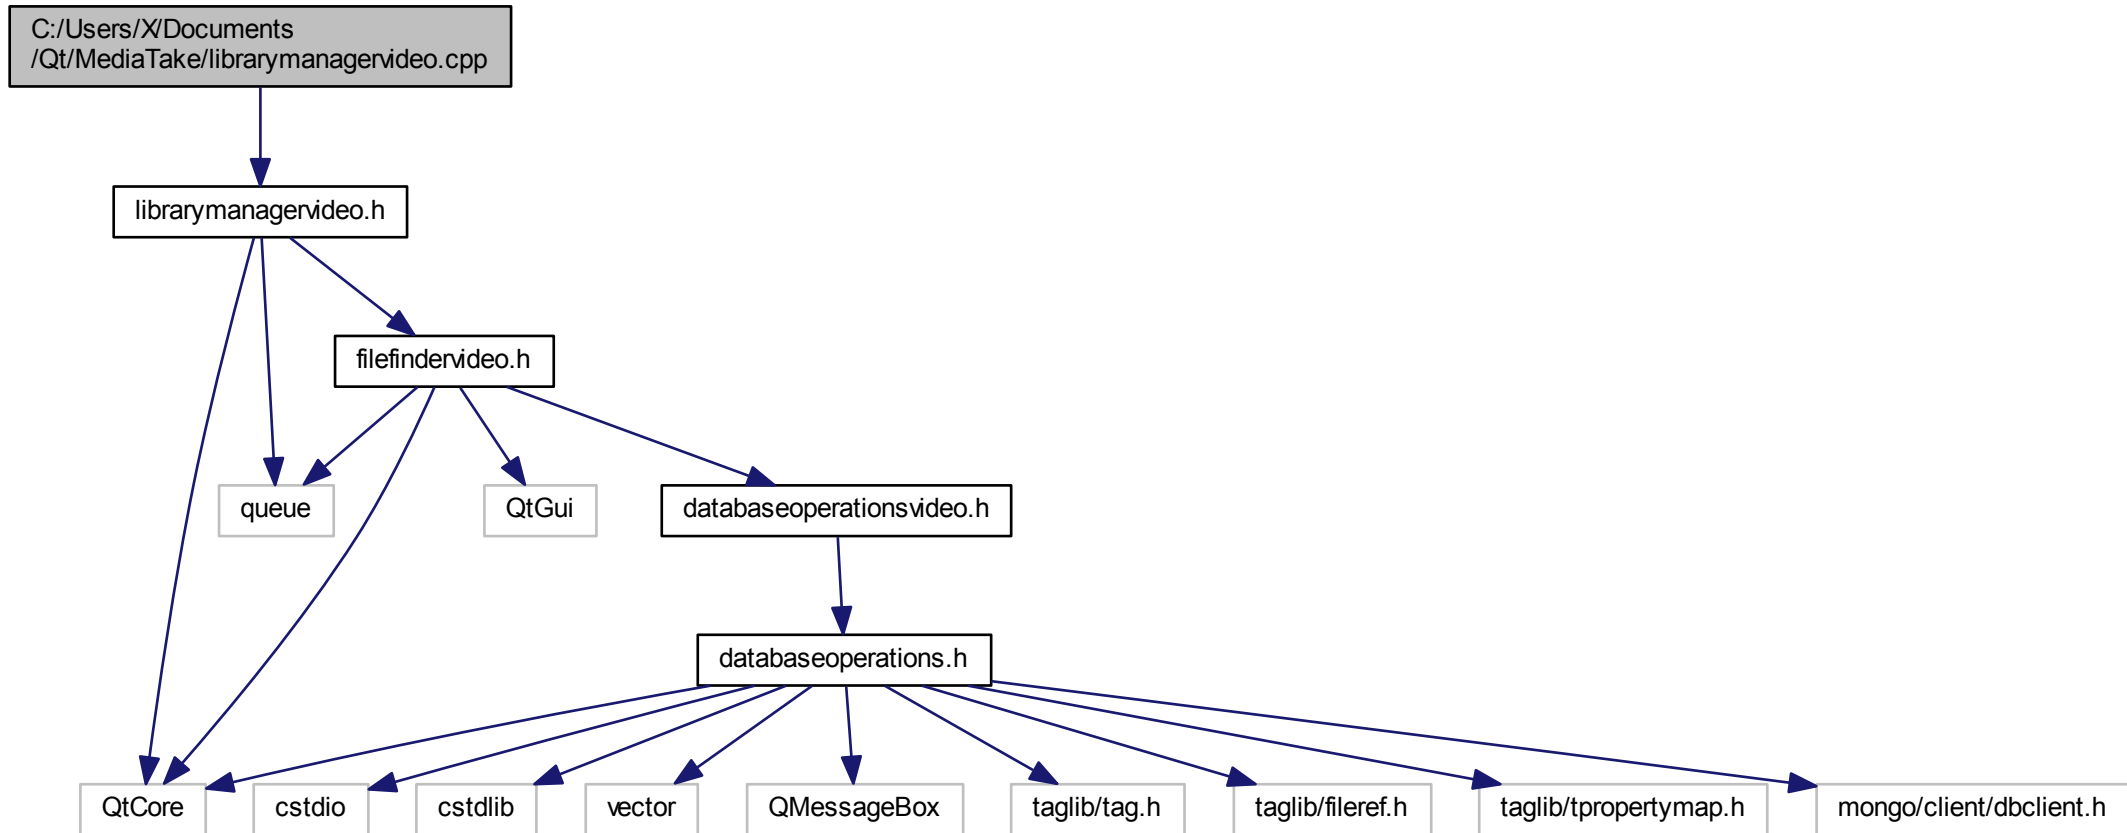 C:/Users/X/Documents
/Qt/MediaTake/librarymanagervideo.cpp
librarymanagervideo.h
filefindervideo.h
queue
QtGui
databaseoperationsvideo.h
databaseoperations.h
QtCore
cstdio
cstdlib
vector
QMessageBox
taglib/tag.h
taglib/fileref.h
taglib/tpropertymap.h
mongo/client/dbclient.h